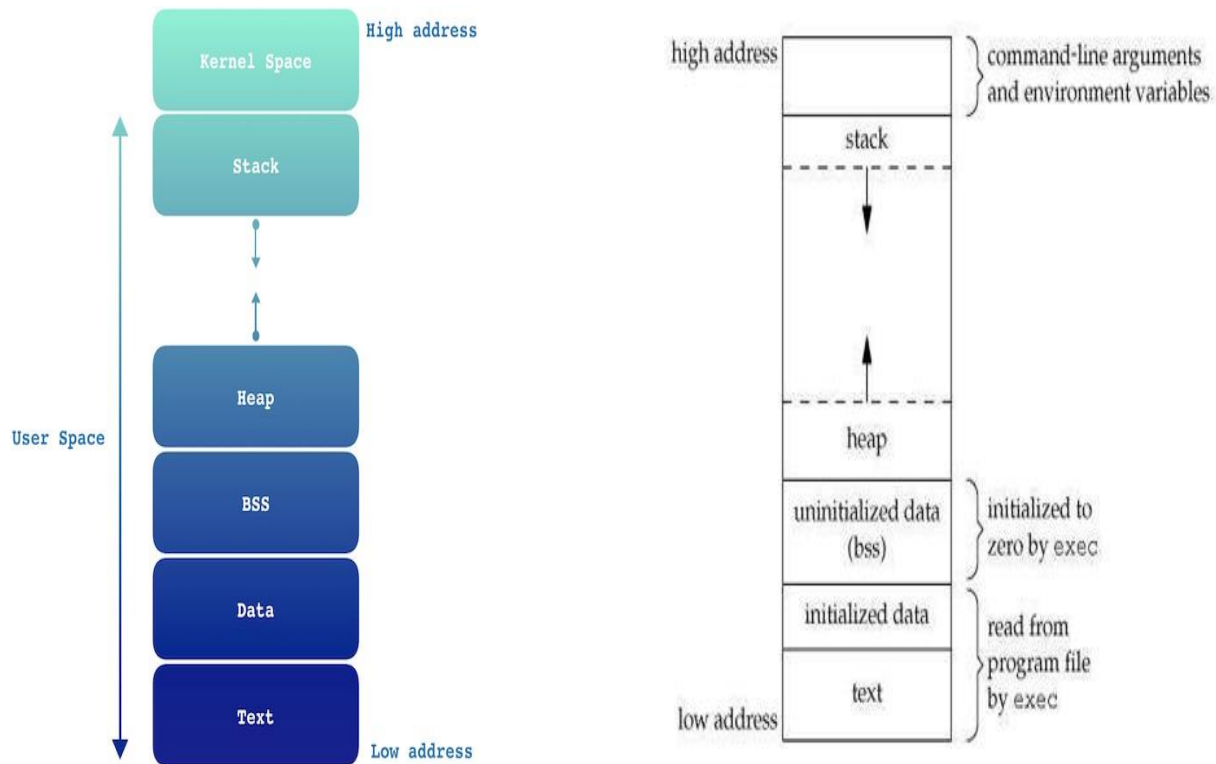 Kernel Space
High address
Stack
Heap
User Space
BSS
Data
Text
Low address
high address
command-line arguments
and environment variables
stack
heap
uninitialized data
(bss)
initialized to
zero by exec
initialized data
read from
program file
by exec
text
low address